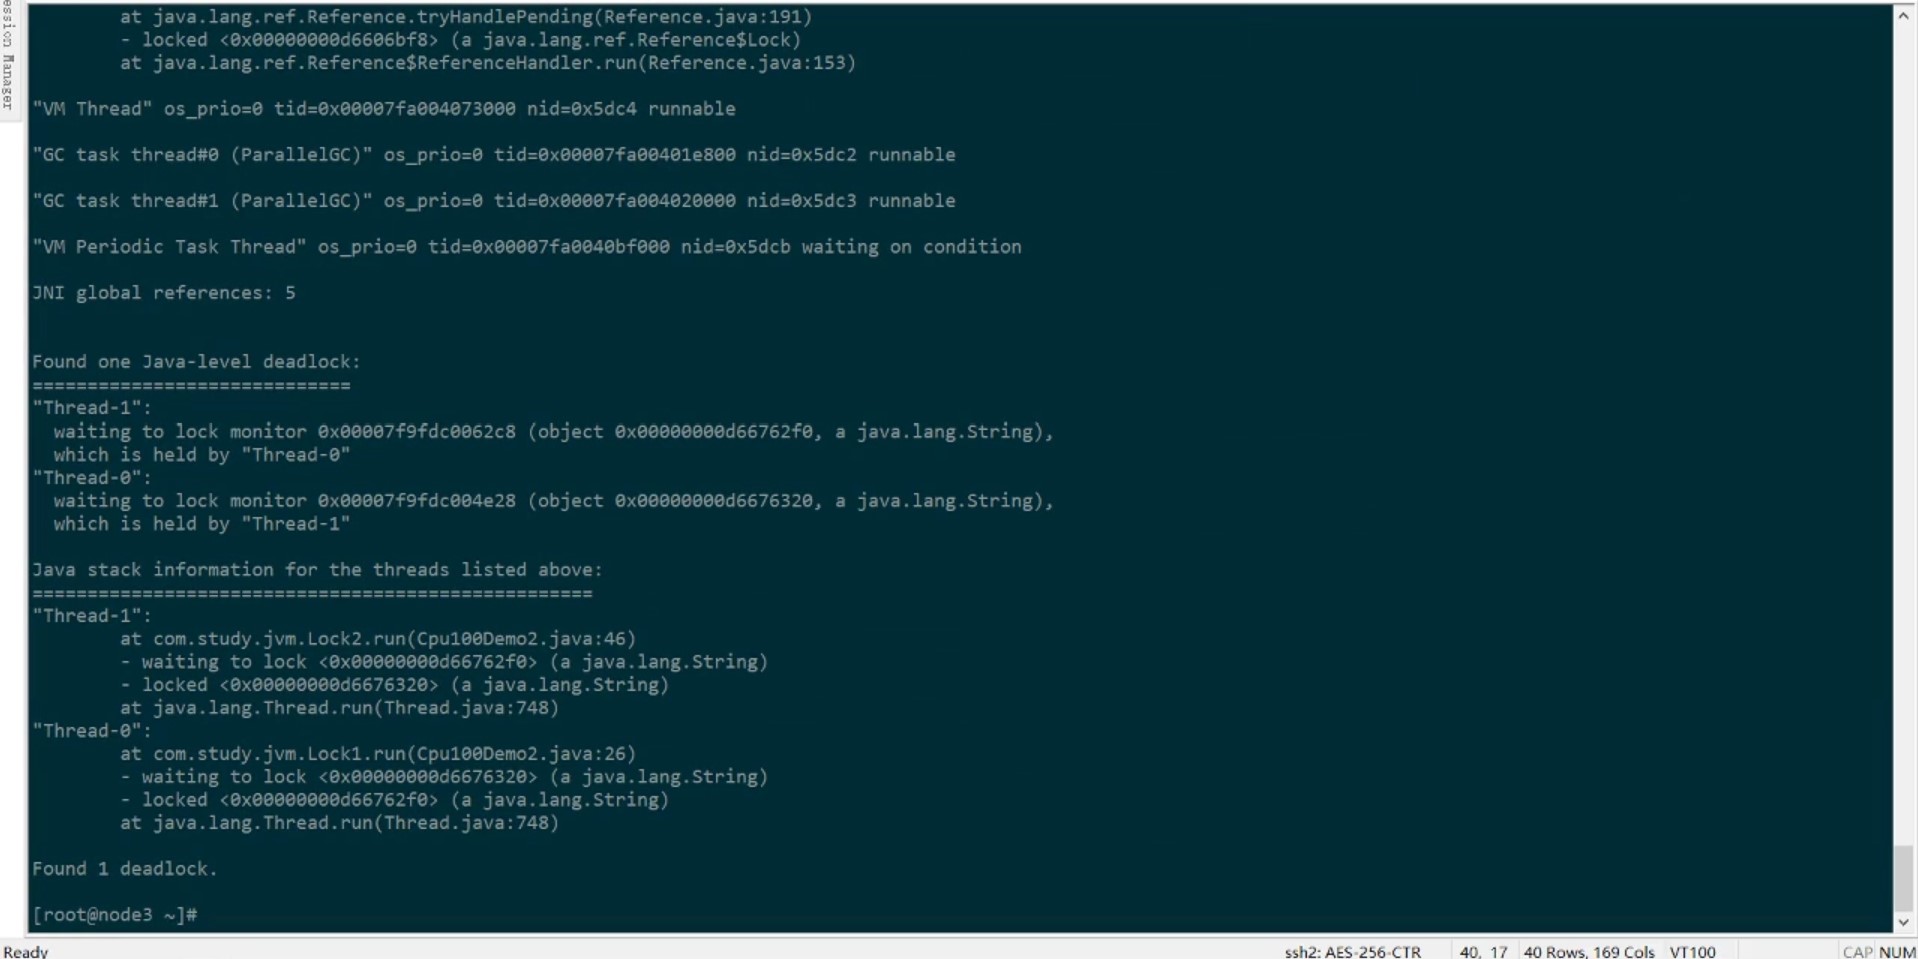 ession Manager
        at java.lang.ref.Reference.tryHandlePending(Reference.java:191)
        - locked <0x00000000d6606bf8> (a java.lang.ref.Reference$Lock)
        at java.lang.ref.Reference$ReferenceHandler.run(Reference.java:153)
"VM Thread" os_prio=0 tid=0x00007fa004073000 nid=0x5dc4 runnable
"GC task thread#0 (ParallelGC)" os_prio=0 tid=0x00007fa00401e800 nid=0x5dc2 runnable
"GC task thread#1 (ParallelGC)" os_prio=0 tid=0x00007fa004020000 nid=0x5dc3 runnable
"VM Periodic Task Thread" os_prio=0 tid=0x00007fa0040bf000 nid=0x5dcb waiting on condition
JNI global references: 5
Found one Java-level deadlock:
=============================
"Thread-1":
  waiting to lock monitor 0x00007f9fdc0062c8 (object 0x00000000d66762f0, a java.lang.String),
  which is held by "Thread-0"
"Thread-0":
  waiting to lock monitor 0x00007f9fdc004e28 (object 0x00000000d6676320, a java.lang.String),
  which is held by "Thread-1"
Java stack information for the threads listed above:
===================================================
"Thread-1":
        at com.study.jvm.Lock2.run(Cpu100Demo2.java:46)
        - waiting to lock <0x00000000d66762f0> (a java.lang.String)
        - locked <0x00000000d6676320> (a java.lang.String)
        at java.lang.Thread.run(Thread.java:748)
"Thread-0":
        at com.study.jvm.Lock1.run(Cpu100Demo2.java:26)
        - waiting to lock <0x00000000d6676320> (a java.lang.String)
        - locked <0x00000000d66762f0> (a java.lang.String)
        at java.lang.Thread.run(Thread.java:748)
Found 1 deadlock.
[root@node3 ~]#
Ready ssh2: AES-256-CTR 40, 17 40 Rows, 169 Cols VT100 CAP NUM